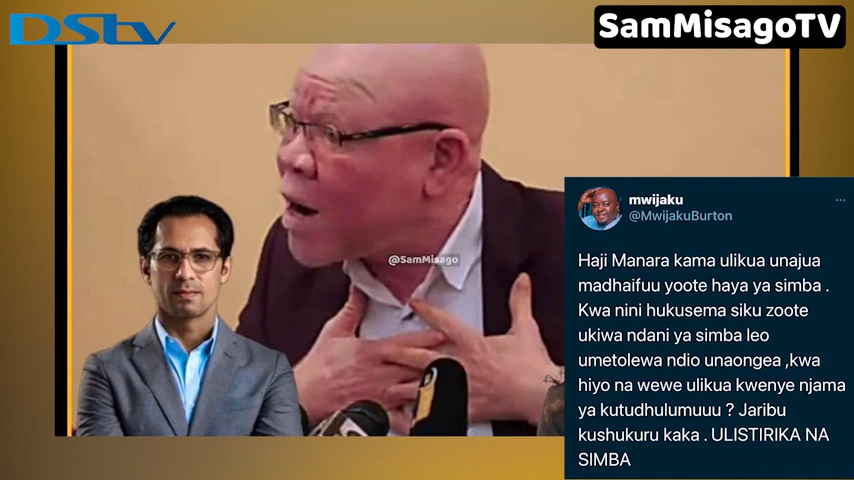 DStv
SamMisagoTV
@SamMisago
mwijaku
@MwijakuBurton
Haji Manara kama ulikua unajua
madhaifuu yoote haya ya simba .
Kwa nini hukusema siku zoote
ukiwa ndani ya simba leo
umetolewa ndio unaongea ,kwa
hiyo na wewe ulikua kwenye njama
ya kutudhulumuuu ? Jaribu
kushukuru kaka . ULISTIRIKA NA
SIMBA